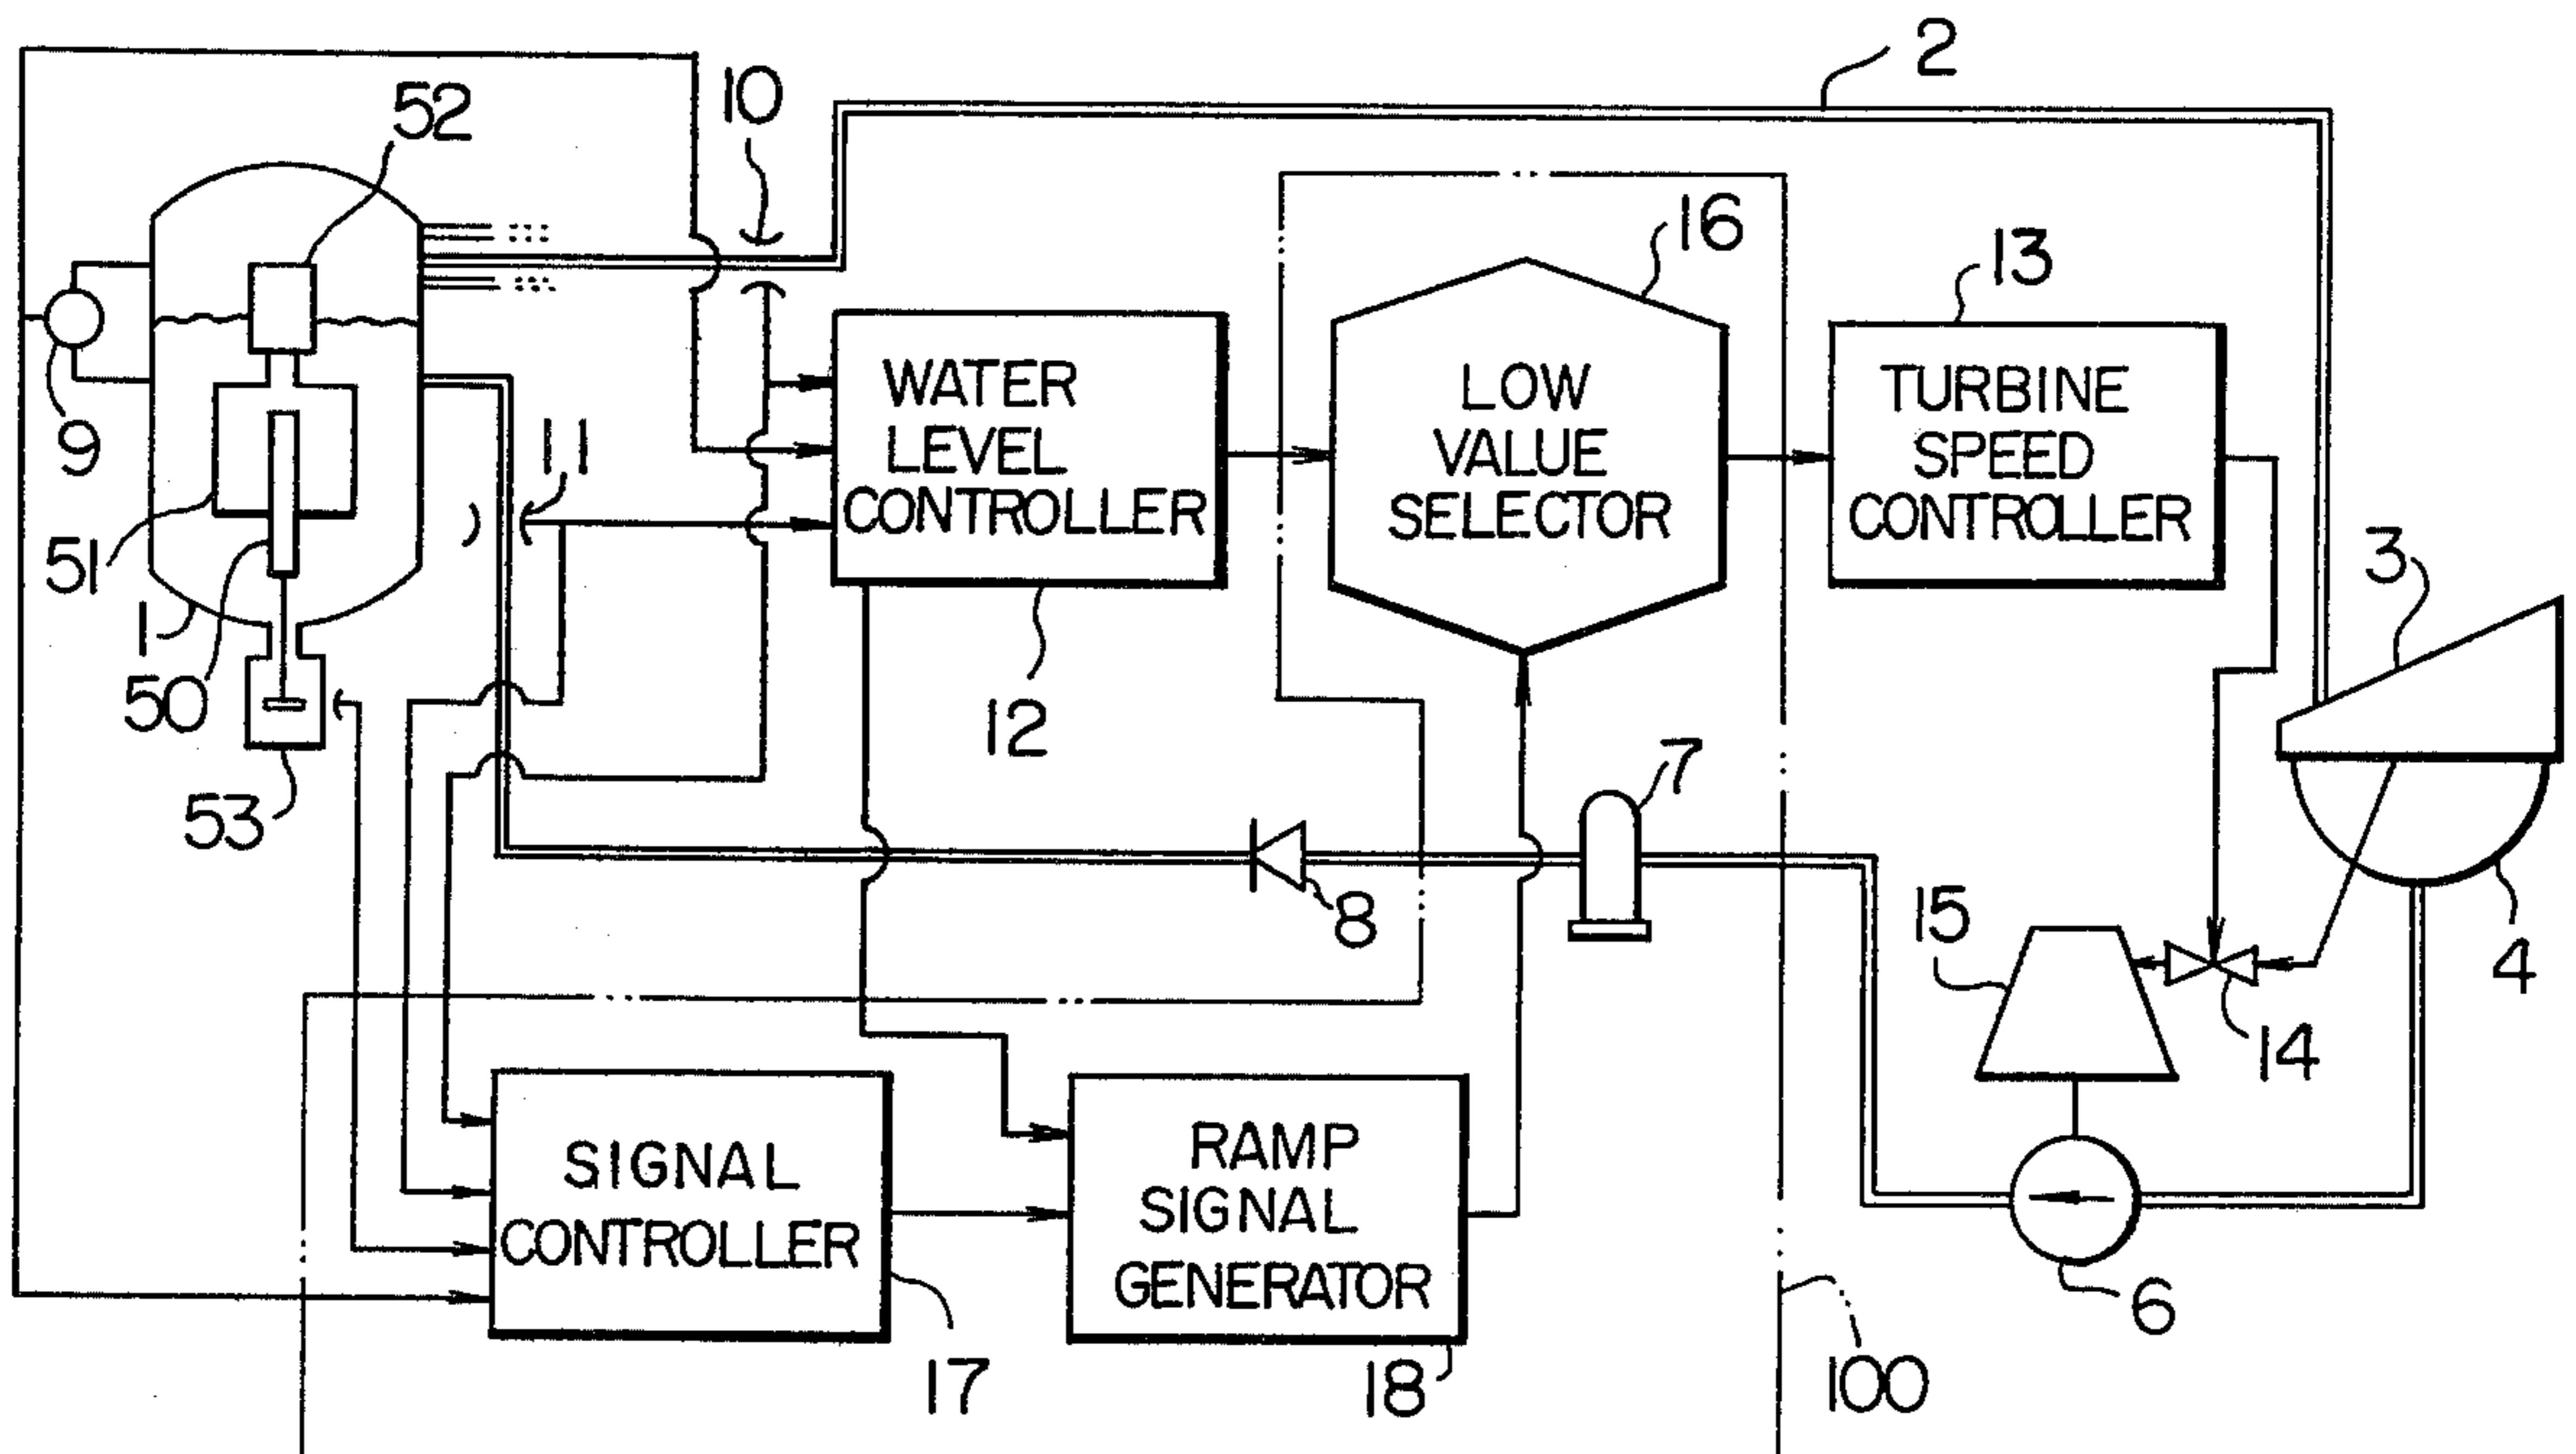 2
10
52
16
13
WATER
LEVEL
CONTROLLER
LOW
VALUE
SELECTOR
TURBINE
SPEED
CONTROLLER
9
11
51
1
50
3
12
7
53
8
15
4
14
SIGNAL
CONTROLLER
RAMP
SIGNAL
GENERATOR
6
17
18
100